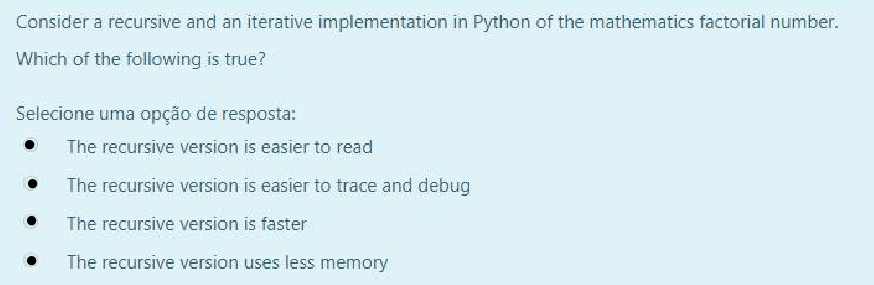 Consider a recursive and an iterative implementation in Python of the mathematics factorial number.
Which of the following is true?
Selecione uma opção de resposta:
The recursive version is easier to read
The recursive version is easier to trace and debug
The recursive version is faster
The recursive version uses less memory